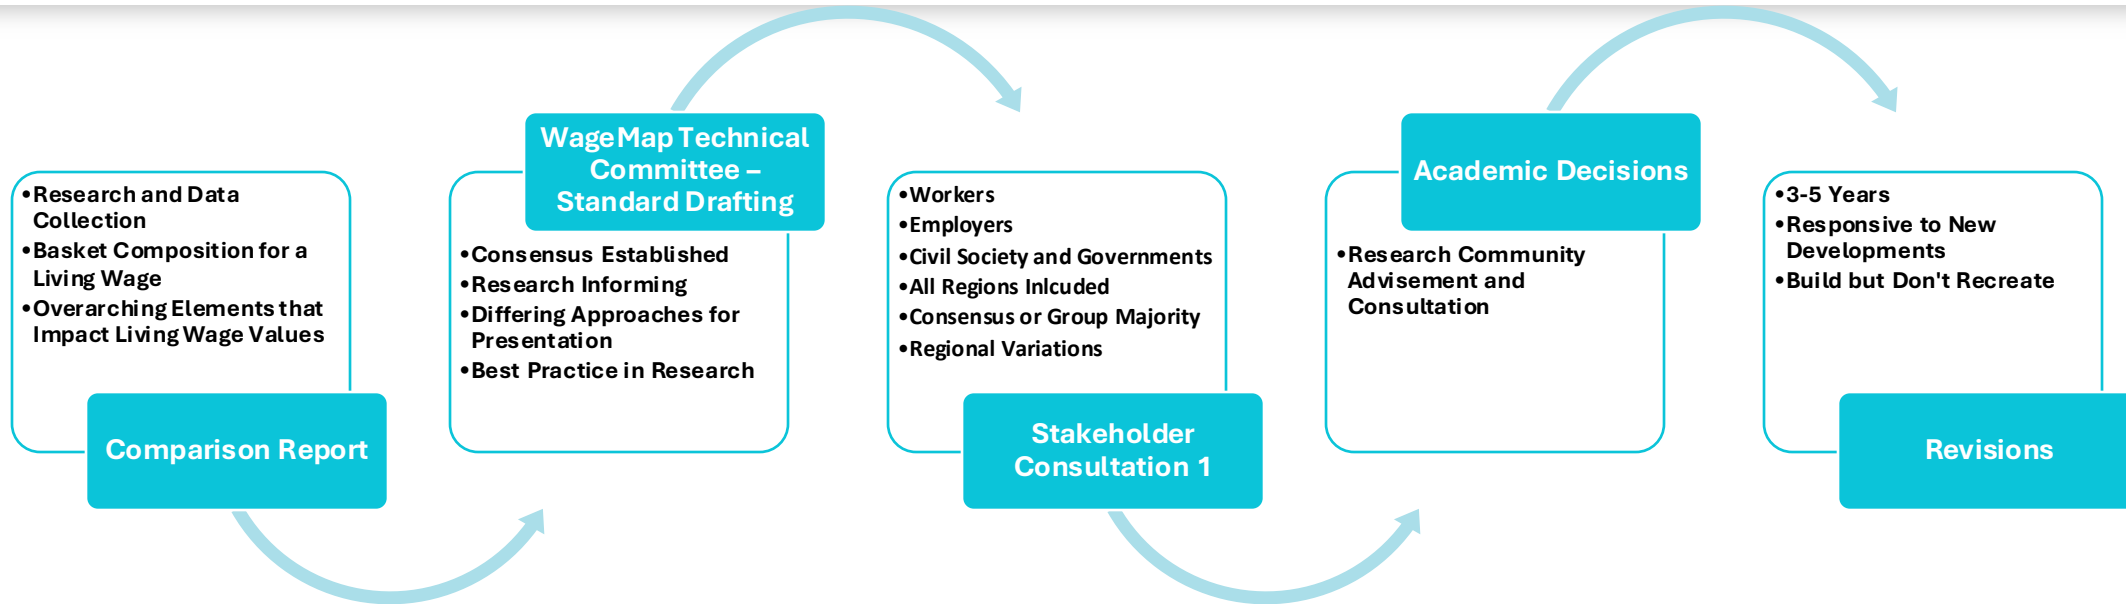 •Research and Data
Collection
•Basket Composition for a
Living Wage
•Overarching Elements that
Impact Living Wage Values
Comparison Report
WageMap Technical
Committee –
Standard Drafting
•Consensus Established
•Research Informing
•Differing Approaches for
Presentation
•Best Practice in Research
•Workers
•Employers
•Civil Society and Governments
•All Regions Inlcuded
•Consensus or Group Majority
•Regional Variations
Stakeholder
Consultation 1
Academic Decisions
•Research Community
Advisement and
Consultation
•3-5 Years
•Responsive to New
Developments
•Build but Don't Recreate
Revisions